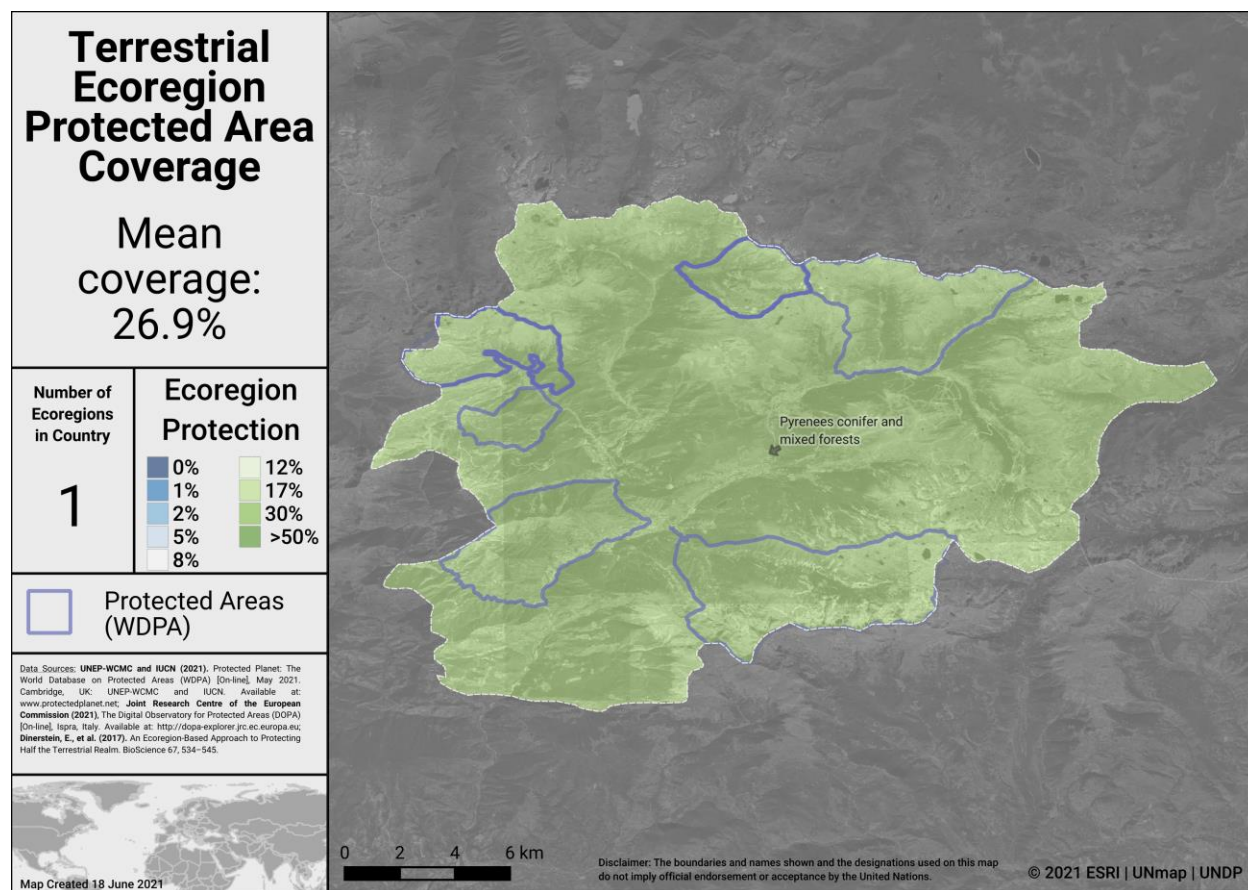 Terrestrial
Ecoregion
Protected Area
Coverage
Mean
coverage:
26.9%
Number of
Ecoregions
in Country
1
Ecoregion
Protection
0%
1%
2%
5%
8%
12%
17%
30%
>50%
Protected Areas
(WDPA)
Data Sources: UNEP-WCMC and IUCN (2021). Protected Planet: The
World Database on Protected Areas (WDPA) [On-line], May 2021.
Cambridge, UK: UNEP-WCMC and IUCN. Available at:
www.protectedplanet.net; Joint Research Centre of the European
Commission (2021), The Digital Observatory for Protected Areas (DOPA)
[On-line], Ispra, Italy. Available at: http://dopa-explorer.jrc.ec.europa.eu;
Dinerstein, E., et al. (2017). An Ecoregion-Based Approach to Protecting
Half the Terrestrial Realm. BioScience 67, 534–545.
Map Created 18 June 2021
Pyrenees conifer and
mixed forests
0 2 4 6 km
Disclaimer: The boundaries and names shown and the designations used on this map
do not imply official endorsement or acceptance by the United Nations.
© 2021 ESRI | UNmap | UNDP